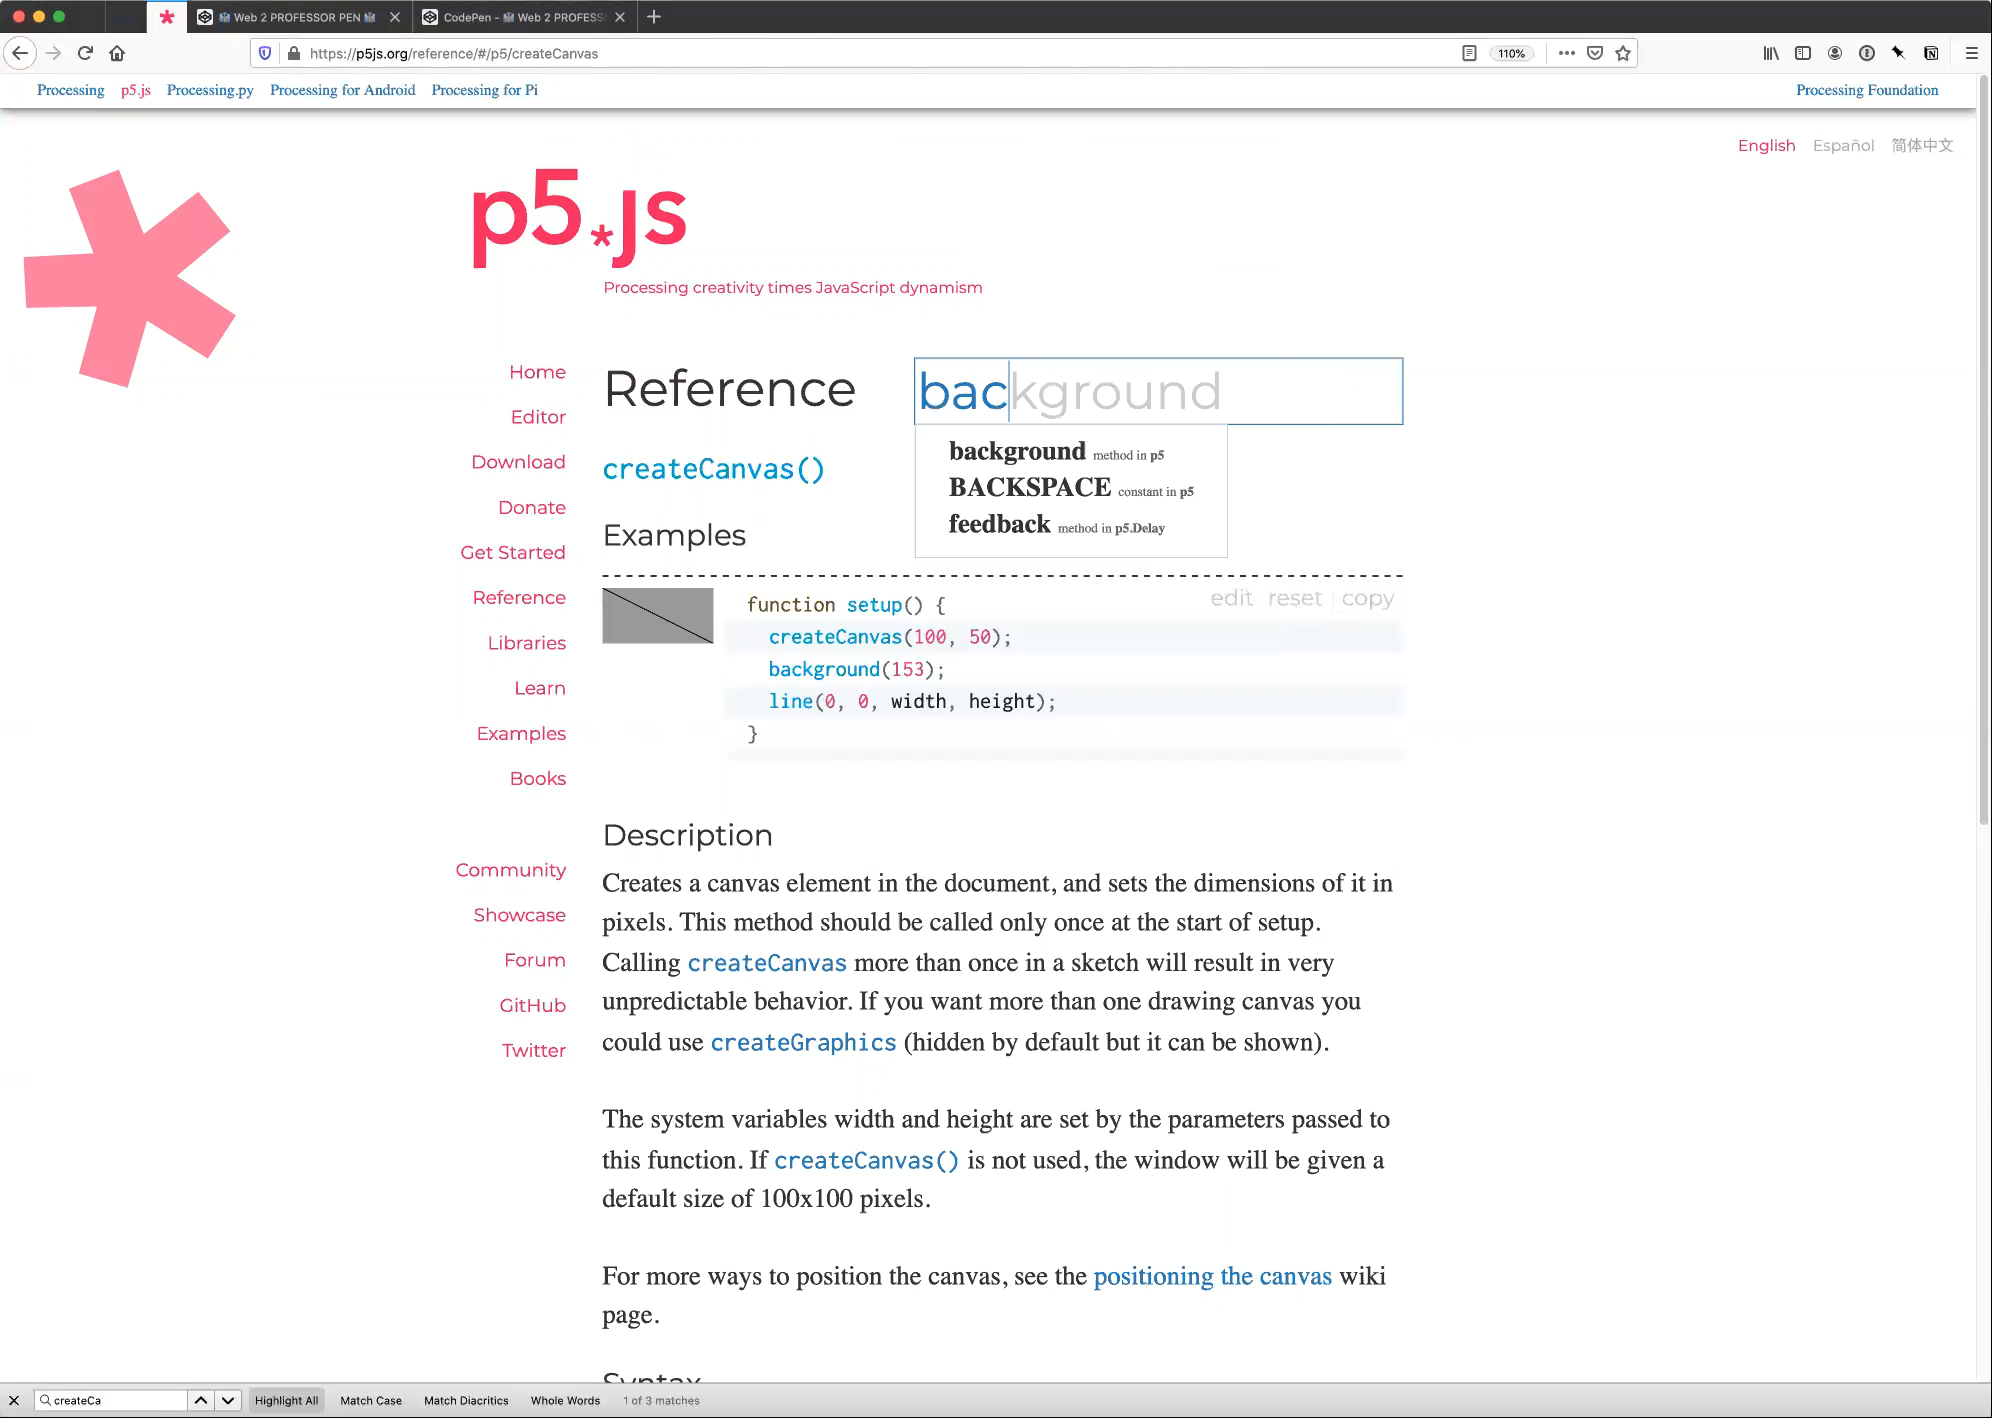 Web 2 PROFESSOR PEN
CodePen - Web 2 PROFESS
https://p5js.org/reference/#/p5/createCanvas
110%
Processing p5.js Processing.py Processing for Android Processing for Pi
Processing Foundation
English Español 简体中文
p5*js
Processing creativity times JavaScript dynamism
Home
Editor
Download
Donate
Get Started
Reference
Libraries
Learn
Examples
Books
Community
Showcase
Forum
GitHub
Twitter
Reference
background
background method in p5
BACKSPACE constant in p5
feedback method in p5.Delay
createCanvas()
Examples
edit reset copy
function setup() {
createCanvas(100, 50);
background(153);
line(0, 0, width, height);
}
Description
Creates a canvas element in the document, and sets the dimensions of it in
pixels. This method should be called only once at the start of setup.
Calling createCanvas more than once in a sketch will result in very
unpredictable behavior. If you want more than one drawing canvas you
could use createGraphics (hidden by default but it can be shown).
The system variables width and height are set by the parameters passed to
this function. If createCanvas() is not used, the window will be given a
default size of 100x100 pixels.
For more ways to position the canvas, see the positioning the canvas wiki
page.
Syntax
createCa
Highlight All Match Case Match Diacritics Whole Words 1 of 3 matches